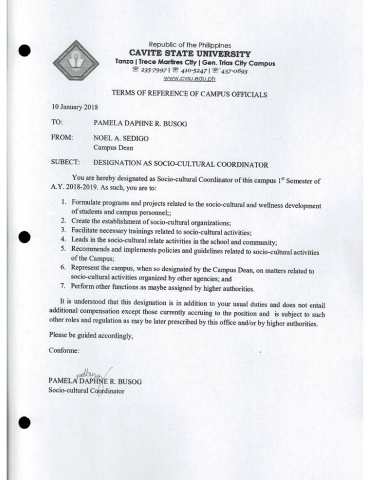 Republic of the Philippines
CAVITE STATE UNIVERSITY
Tanza | Trece Martires City | Gen. Trias City Campus
☏ 235-7997 | ☏ 410-5247 | ☏ 437-0693
www.cvsu.edu.ph
TERMS OF REFERENCE OF CAMPUS OFFICIALS
10 January 2018
TO: PAMELA DAPHNE R. BUSOG
FROM: NOEL A. SEDIGO
Campus Dean
SUBECT: DESIGNATION AS SOCIO-CULTURAL COORDINATOR
You are hereby designated as Socio-cultural Coordinator of this campus 1st Semester of
A.Y. 2018-2019. As such, you are to:
1. Formulate programs and projects related to the socio-cultural and wellness development
of students and campus personnel;;
2. Create the establishment of socio-cultural organizations;
3. Facilitate necessary trainings related to socio-cultural activities;
4. Leads in the socio-cultural relate activities in the school and community;
5. Recommends and implements policies and guidelines related to socio-cultural activities
of the Campus;
6. Represent the campus, when so designated by the Campus Dean, on matters related to
socio-cultural activities organized by other agencies; and
7. Perform other functions as maybe assigned by higher authorities.
It is understood that this designation is in addition to your usual duties and does not entail
additional compensation except those currently accruing to the position and is subject to such
other roles and regulation as may be later prescribed by this office and/or by higher authorities.
Please be guided accordingly,
Conforme:
PAMELA DAPHNE R. BUSOG
Socio-cultural Coordinator